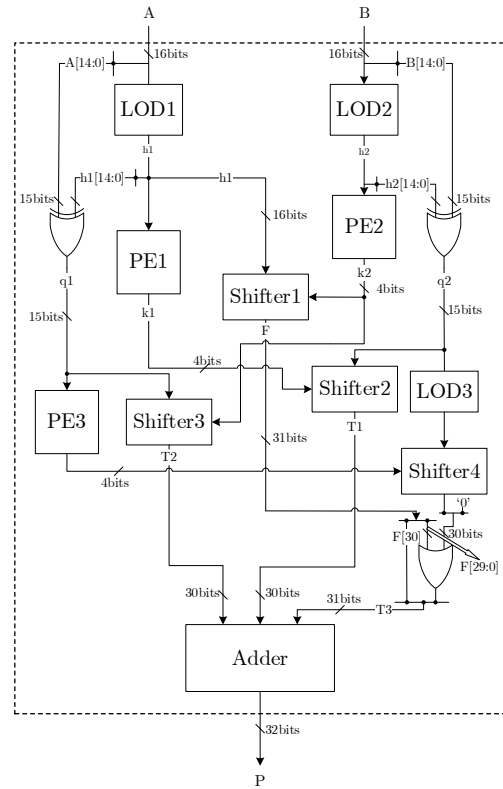 A B
16bits 16bits
A[14:0] B[14:0]
LOD1 LOD2
h1 h2
h1[14:0] h1 h2[14:0]
15bits 15bits
16bits
PE2
PE1
k2
q1 Shifter1 4bits q2
k1 F
15bits 15bits
4bits
Shifter2 LOD3
PE3 Shifter3
T1
T2 31bits Shifter4
4bits
‘0’
F[30] 30bits
F[29:0]
30bits 30bits 31bits T3
Adder
32bits
P